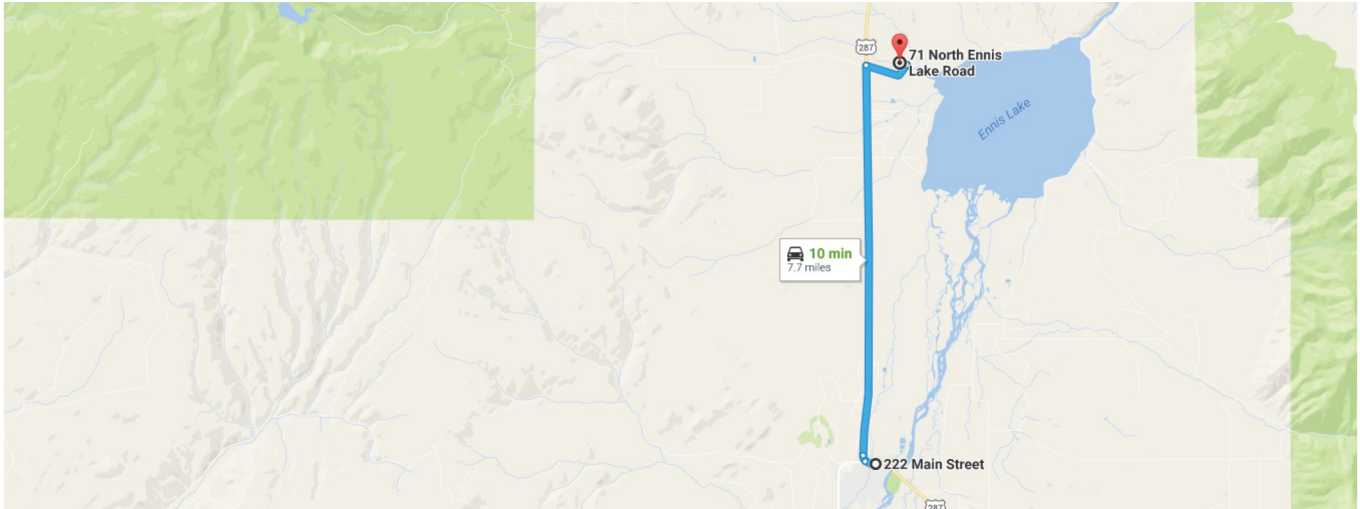 287
71 North Ennis
Lake Road
Ennis Lake
10 min
7.7 miles
222 Main Street
287